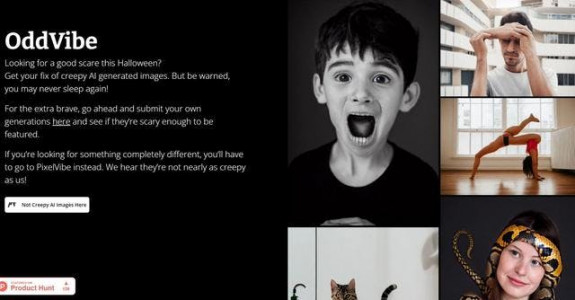 OddVibe
Looking for a good scare this Halloween?
Get your fix of creepy AI generated images. But be warned,
you may never sleep again!
For the extra brave, go ahead and submit your own
generations here and see if they're scary enough to be
featured.
If you're looking for something completely different, you'll have
to go to PixelVibe instead. We hear they're not nearly as creepy
as us!
Not Creepy AI Images Here
Product Hunt